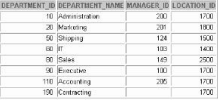 DEPARTMENT_ID DEPARTMENT_NAME MANAGER_ID LOCATION_ID
10 Administration 200 1700
20 Marketing 201 1800
50 Shipping 124 1500
60 IT 103 1400
80 Sales 149 2500
90 Executive 100 1700
110 Accounting 205 1700
190 Contracting 1700